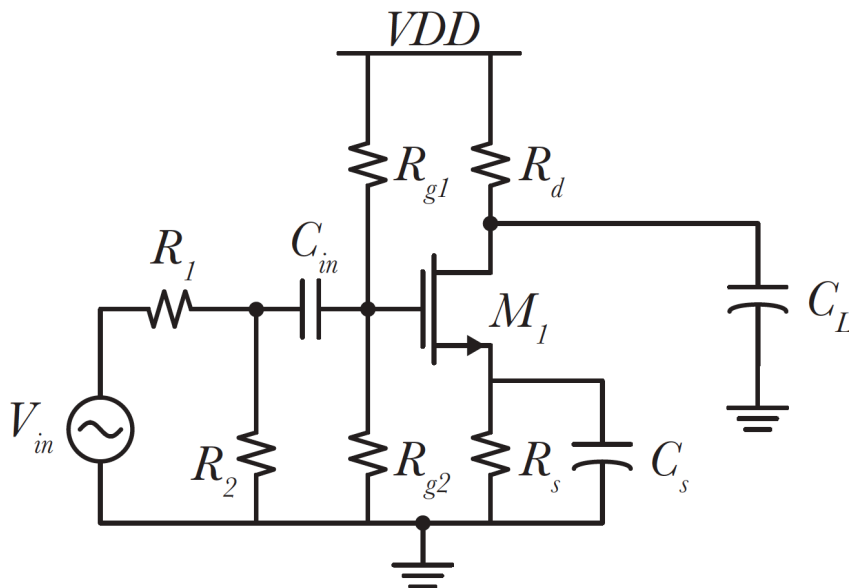 VDD
R_g1
R_d
C_in
R_1
M_1
C_L
V_in
R_2
R_g2
R_s
C_s